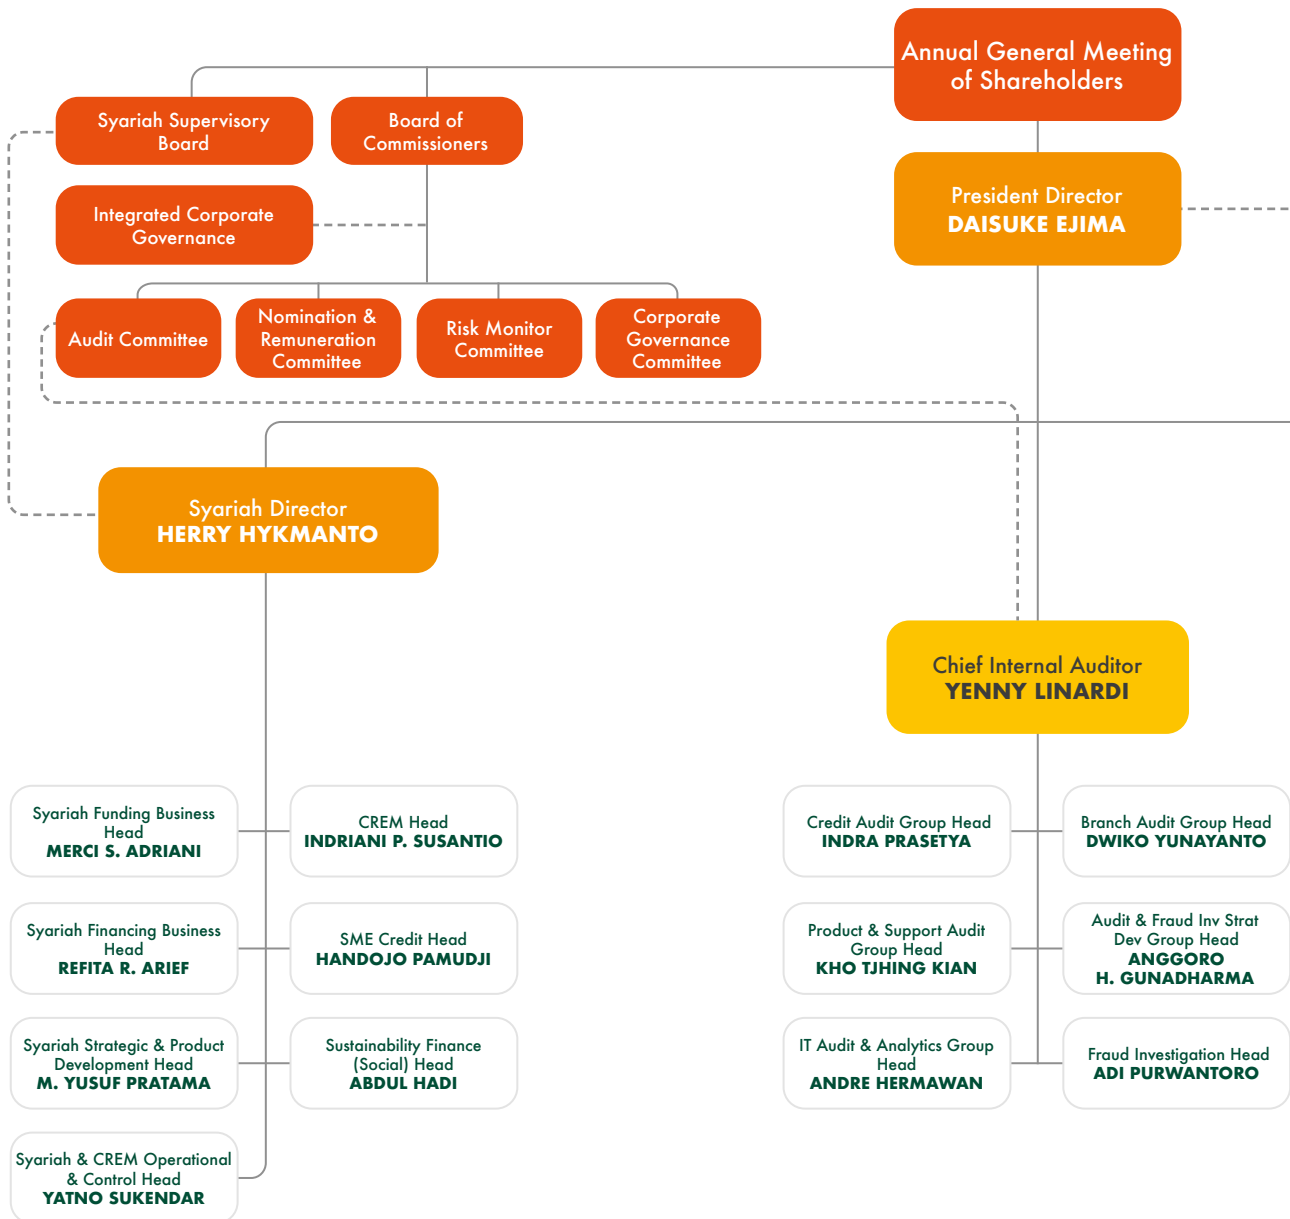 Annual General Meeting
of Shareholders
Syariah Supervisory
Board
Board of
Commissioners
President Director
DAISUKE EJIMA
Integrated Corporate
Governance
Audit Committee
Nomination &
Remuneration
Committee
Risk Monitor
Committee
Corporate
Governance
Committee
Syariah Director
HERRY HYKMANTO
Chief Internal Auditor
YENNY LINARDI
Syariah Funding Business
Head
MERCI S. ADRIANI
CREM Head
INDRIANI P. SUSANTIO
Credit Audit Group Head
INDRA PRASETYA
Branch Audit Group Head
DWIKO YUNAYANTO
Syariah Financing Business
Head
REFITA R. ARIEF
SME Credit Head
HANDOJO PAMUDJI
Product & Support Audit
Group Head
KHO TJHING KIAN
Audit & Fraud Inv Strat
Dev Group Head
ANGGORO
H. GUNADHARMA
Syariah Strategic & Product
Development Head
M. YUSUF PRATAMA
Sustainability Finance
(Social) Head
ABDUL HADI
IT Audit & Analytics Group
Head
ANDRE HERMAWAN
Fraud Investigation Head
ADI PURWANTORO
Syariah & CREM Operational
& Control Head
YATNO SUKENDAR